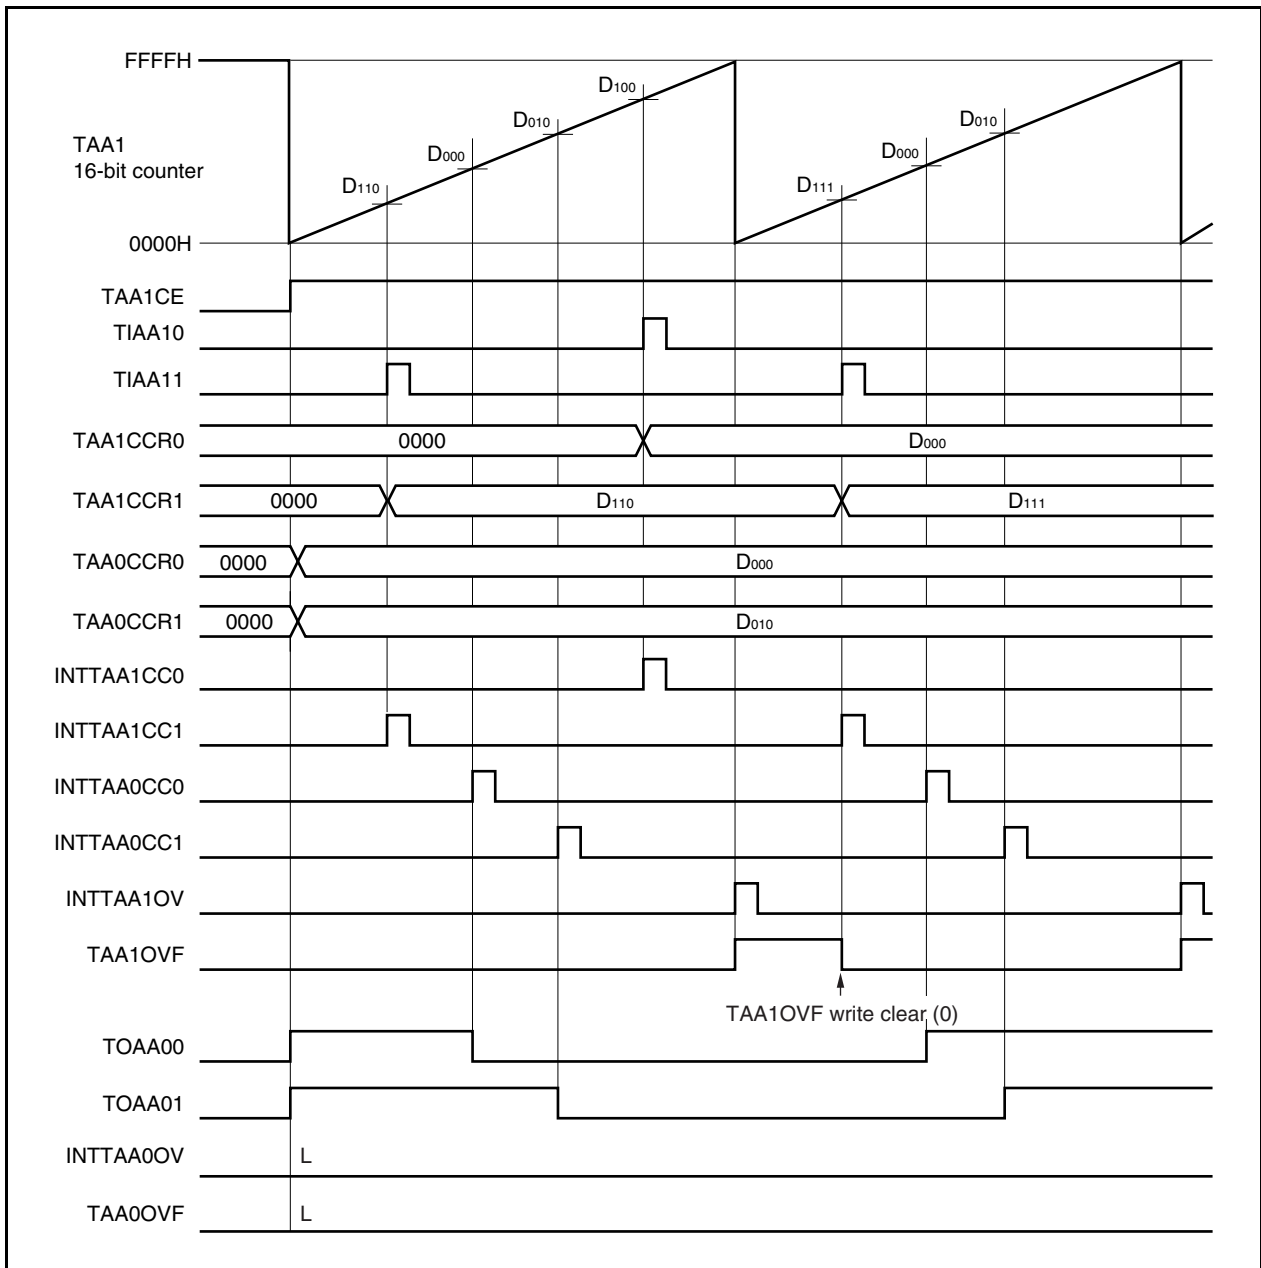 FFFFH
D100
D010
D010
TAA1
16-bit counter
D000
D000
D110
D111
0000H
TAA1CE
TIAA10
TIAA11
TAA1CCR0 0000 D000
TAA1CCR1 0000 D110 D111
TAA0CCR0 0000 D000
TAA0CCR1 0000 D010
INTTAA1CC0
INTTAA1CC1
INTTAA0CC0
INTTAA0CC1
INTTAA1OV
TAA1OVF
TAA1OVF write clear (0)
TOAA00
TOAA01
INTTAA0OV L
TAA0OVF L